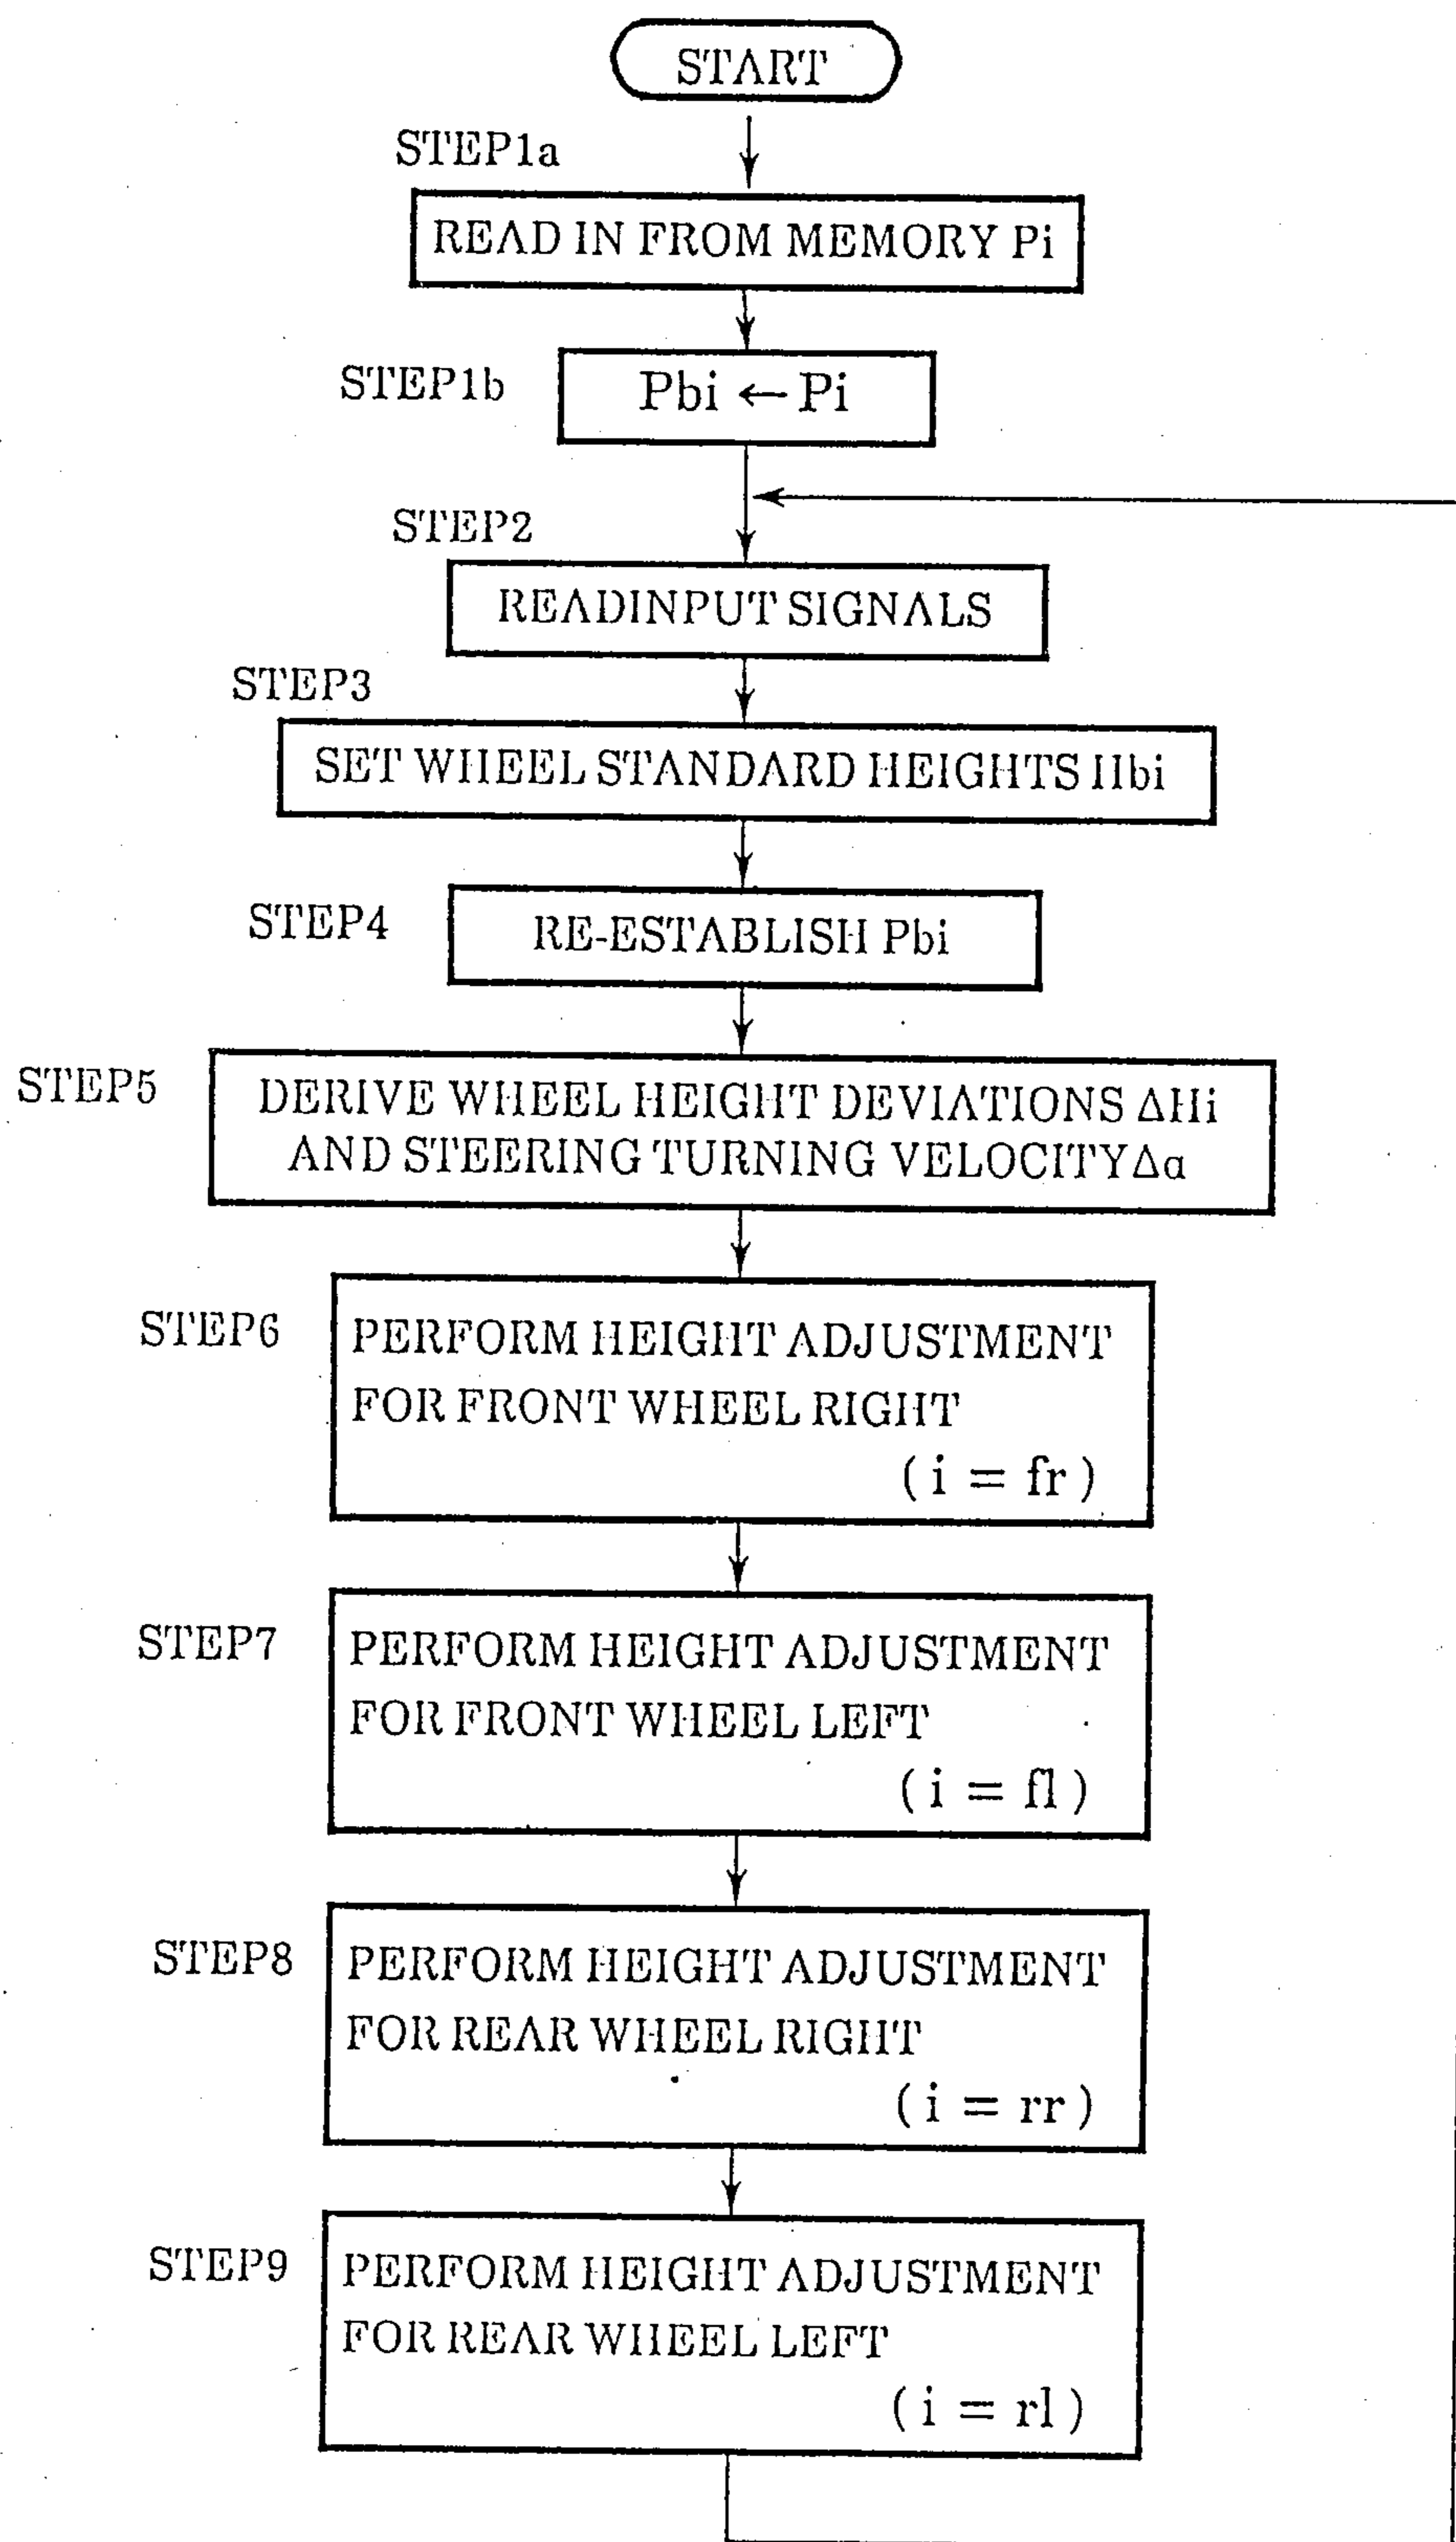 START
STEP1a
READ IN FROM MEMORY Pi
STEP1b
Pbi ← Pi
STEP2
READINPUT SIGNALS
STEP3
SET WHEEL STANDARD HEIGHTS Hbi
STEP4
RE-ESTABLISH Pbi
STEP5
DERIVE WHEEL HEIGHT DEVIATIONS ΔHi
AND STEERING TURNING VELOCITY Δα
STEP6
PERFORM HEIGHT ADJUSTMENT
FOR FRONT WHEEL RIGHT
( i = fr )
STEP7
PERFORM HEIGHT ADJUSTMENT
FOR FRONT WHEEL LEFT
( i = fl )
STEP8
PERFORM HEIGHT ADJUSTMENT
FOR REAR WHEEL RIGHT
( i = rr )
STEP9
PERFORM HEIGHT ADJUSTMENT
FOR REAR WHEEL LEFT
( i = rl )